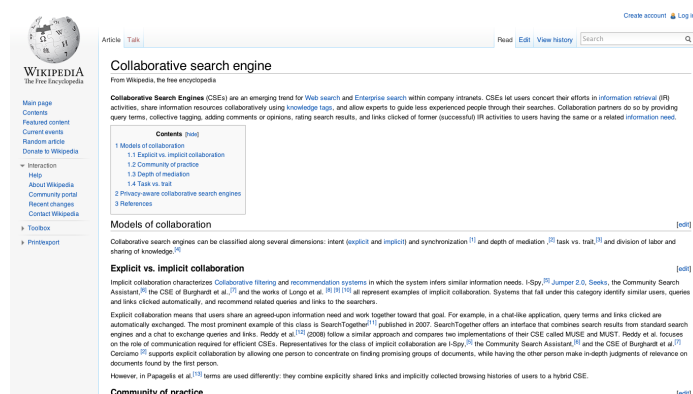 Create account Log in
Article Talk
Read Edit View history Search
WIKIPEDIA
The Free Encyclopedia
Main page
Contents
Featured content
Current events
Random article
Donate to Wikipedia
Interaction
Help
About Wikipedia
Community portal
Recent changes
Contact Wikipedia
Toolbox
Print/export
Collaborative search engine
From Wikipedia, the free encyclopedia
Collaborative Search Engines (CSEs) are an emerging trend for Web search and Enterprise search within company intranets. CSEs let users concert their efforts in information retrieval (IR)
activities, share information resources collaboratively using knowledge tags, and allow experts to guide less experienced people through their searches. Collaboration partners do so by providing
query terms, collective tagging, adding comments or opinions, rating search results, and links clicked of former (successful) IR activities to users having the same or a related information need.
Contents [hide]
1 Models of collaboration
1.1 Explicit vs. implicit collaboration
1.2 Community of practice
1.3 Depth of mediation
1.4 Task vs. trait
2 Privacy-aware collaborative search engines
3 References
Models of collaboration [edit]
Collaborative search engines can be classified along several dimensions: intent (explicit and implicit) and synchronization [1] and depth of mediation ,[2] task vs. trait,[3] and division of labor and
sharing of knowledge.[4]
Explicit vs. implicit collaboration [edit]
Implicit collaboration characterizes Collaborative filtering and recommendation systems in which the system infers similar information needs. I-Spy,[5] Jumper 2.0, Seeks, the Community Search
Assistant,[6] the CSE of Burghardt et al.,[7] and the works of Longo et al. [8] [9] [10] all represent examples of implicit collaboration. Systems that fall under this category identify similar users, queries
and links clicked automatically, and recommend related queries and links to the searchers.
Explicit collaboration means that users share an agreed-upon information need and work together toward that goal. For example, in a chat-like application, query terms and links clicked are
automatically exchanged. The most prominent example of this class is SearchTogether[11] published in 2007. SearchTogether offers an interface that combines search results from standard search
engines and a chat to exchange queries and links. Reddy et al.[12] (2008) follow a similar approach and compares two implementations of their CSE called MUSE and MUST. Reddy et al. focuses
on the role of communication required for efficient CSEs. Representatives for the class of implicit collaboration are I-Spy,[5] the Community Search Assistant,[6] and the CSE of Burghardt et al.[7]
Cerciamo [2] supports explicit collaboration by allowing one person to concentrate on finding promising groups of documents, while having the other person make in-depth judgments of relevance on
documents found by the first person.
However, in Papagelis et al.[13] terms are used differently: they combine explicitly shared links and implicitly collected browsing histories of users to a hybrid CSE.
Community of practice [edit]